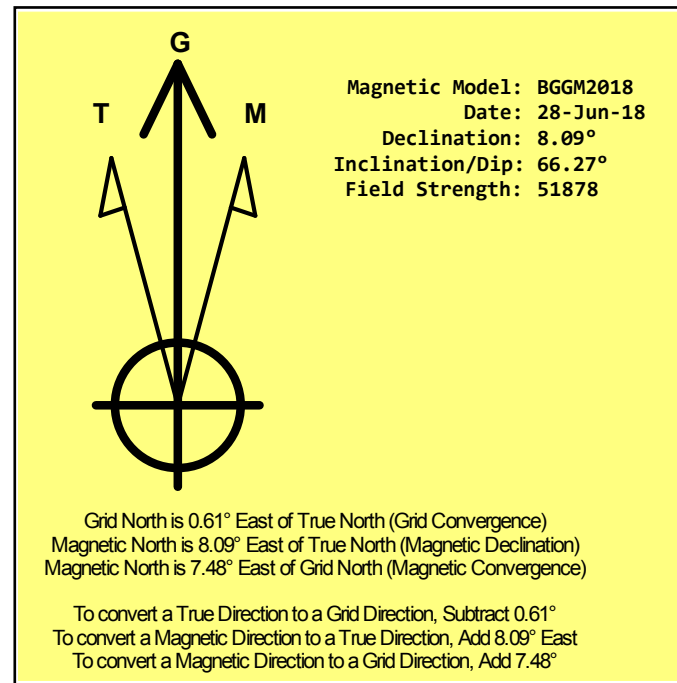 G
T
M
Magnetic Model: BGGM2018
Date: 28-Jun-18
Declination: 8.09°
Inclination/Dip: 66.27°
Field Strength: 51878
Grid North is 0.61° East of True North (Grid Convergence)
Magnetic North is 8.09° East of True North (Magnetic Declination)
Magnetic North is 7.48° East of Grid North (Magnetic Convergence)
To convert a True Direction to a Grid Direction, Subtract 0.61°
To convert a Magnetic Direction to a True Direction, Add 8.09° East
To convert a Magnetic Direction to a Grid Direction, Add 7.48°